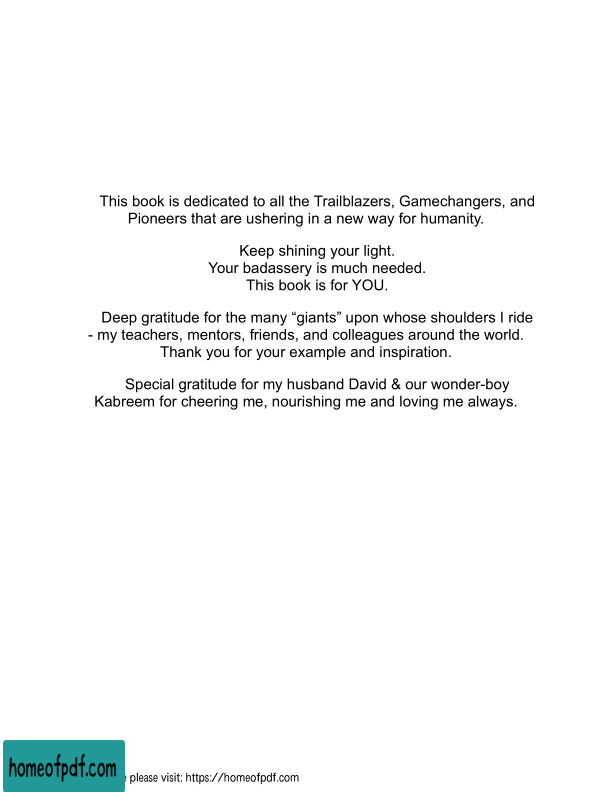 This book is dedicated to all the Trailblazers, Gamechangers, and
Pioneers that are ushering in a new way for humanity.
Keep shining your light.
Your badassery is much needed.
This book is for YOU.
Deep gratitude for the many “giants” upon whose shoulders I ride
- my teachers, mentors, friends, and colleagues around the world.
Thank you for your example and inspiration.
Special gratitude for my husband David & our wonder-boy
Kabreem for cheering me, nourishing me and loving me always.
homeofpdf.com
please visit: https://homeofpdf.com